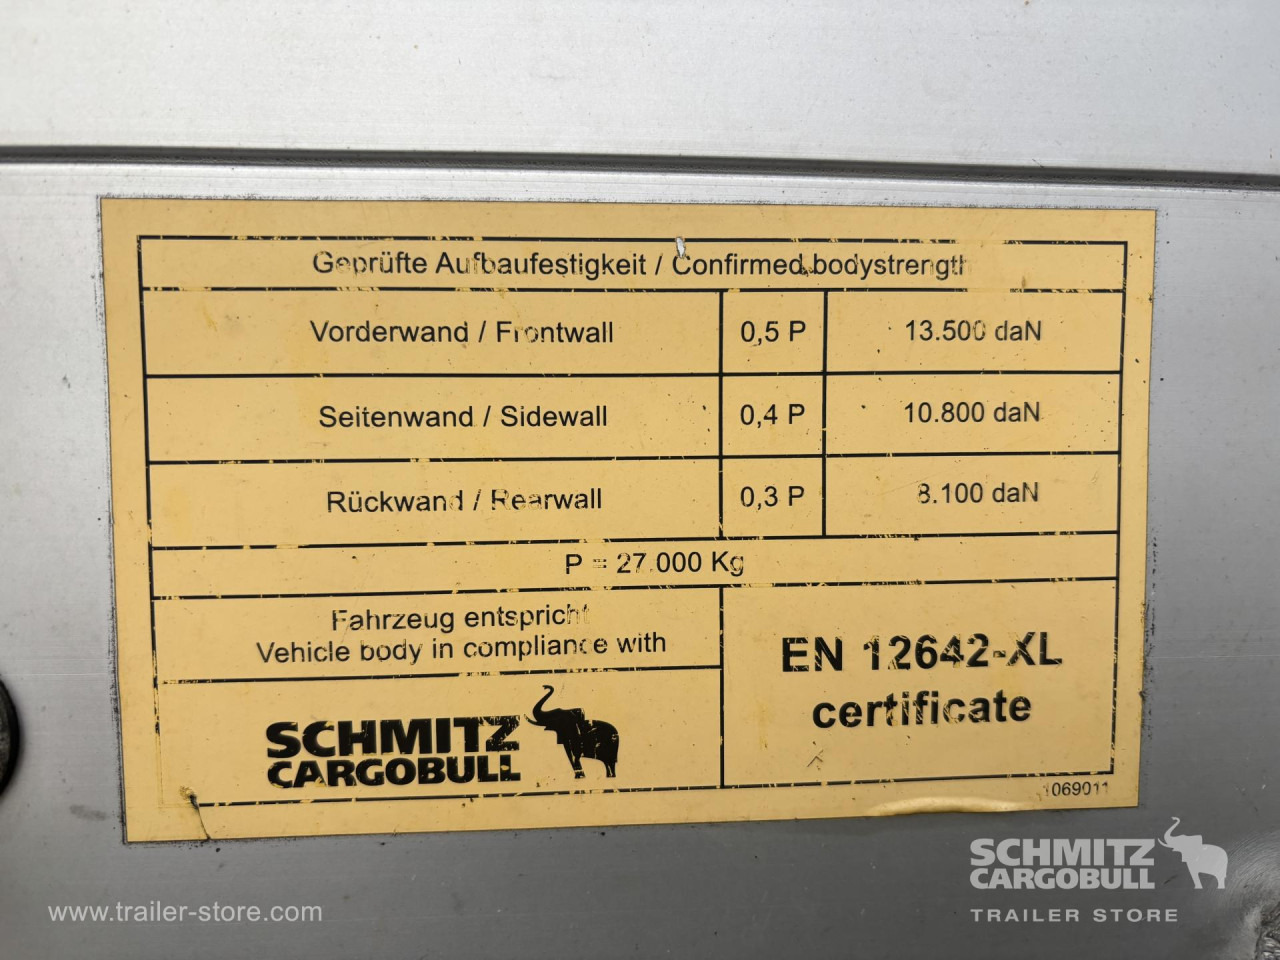 Geprüfte Aufbaufestigkeit / Confirmed bodystrength
Vorderwand / Frontwall 0,5 P 13.500 daN
Seitenwand / Sidewall 0,4 P 10.800 daN
Rückwand / Rearwall 0,3 P 8.100 daN
P = 27.000 Kg
Fahrzeug entspricht
Vehicle body in compliance with
EN 12642-XL
certificate
SCHMITZ
CARGOBULL
1069011
SCHMITZ
CARGOBULL
TRAILER STORE
www.trailer-store.com